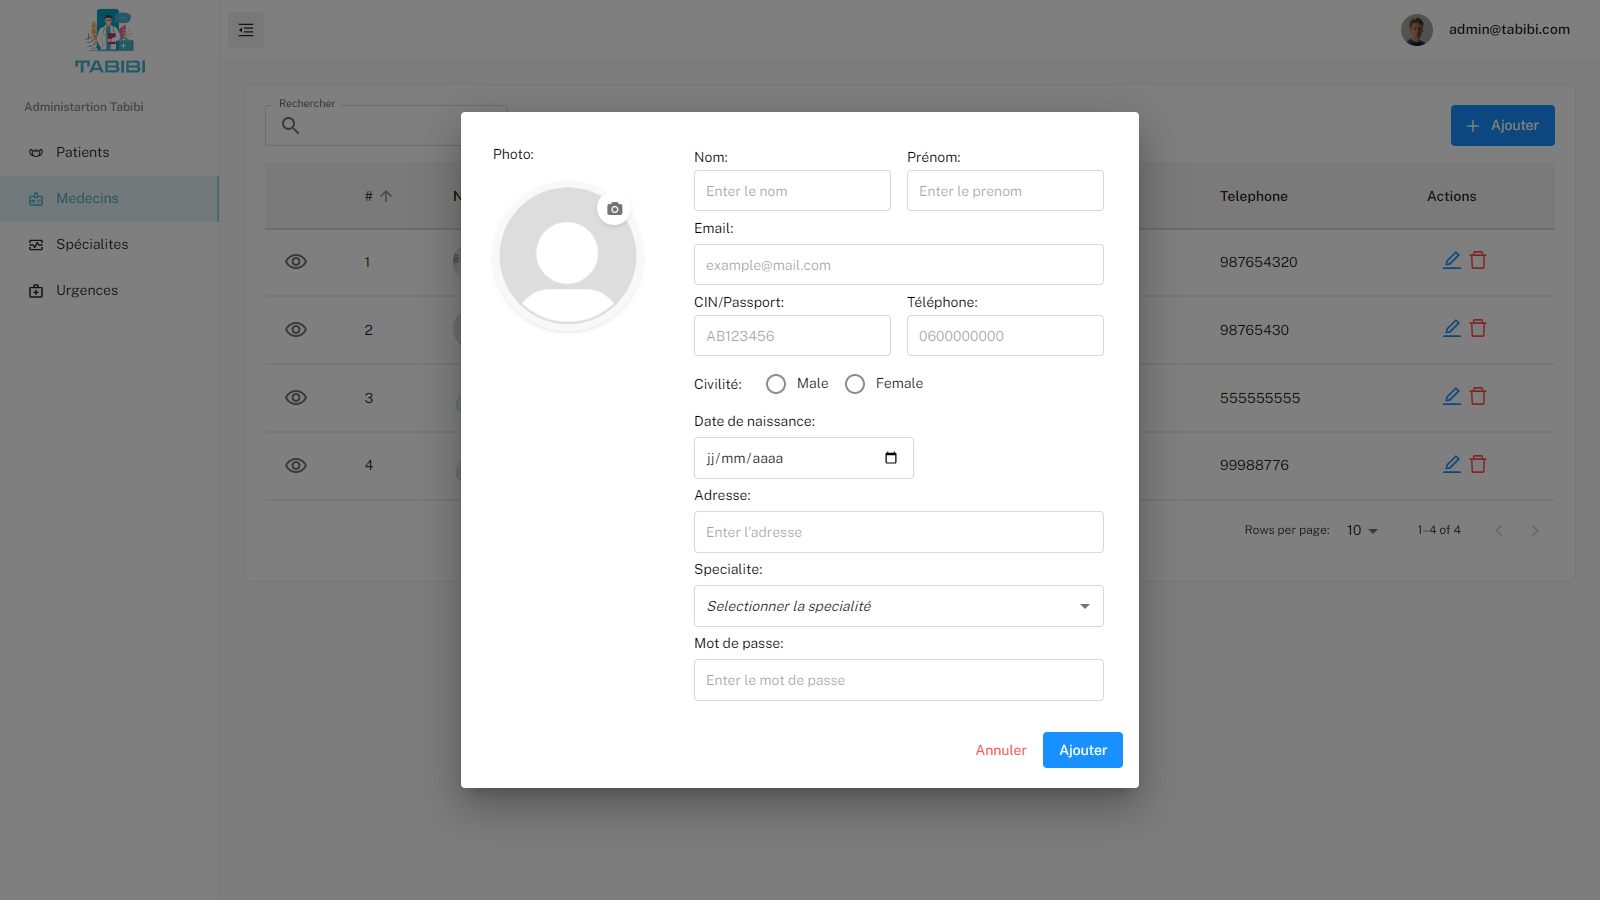 TABIBI
admin@tabibi.com
Administartion Tabibi
Patients
Medecins
Spécialites
Urgences
Rechercher
Ajouter
# Telephone Actions
1 987654320
2 98765430
3 555555555
4 99988776
Rows per page: 10 1–4 of 4
Photo:
Nom: Prénom:
Enter le nom Enter le prenom
Email:
example@mail.com
CIN/Passport: Téléphone:
AB123456 0600000000
Civilité: Male Female
Date de naissance:
jj/mm/aaaa
Adresse:
Enter l'adresse
Specialite:
Selectionner la specialité
Mot de passe:
Enter le mot de passe
Annuler Ajouter